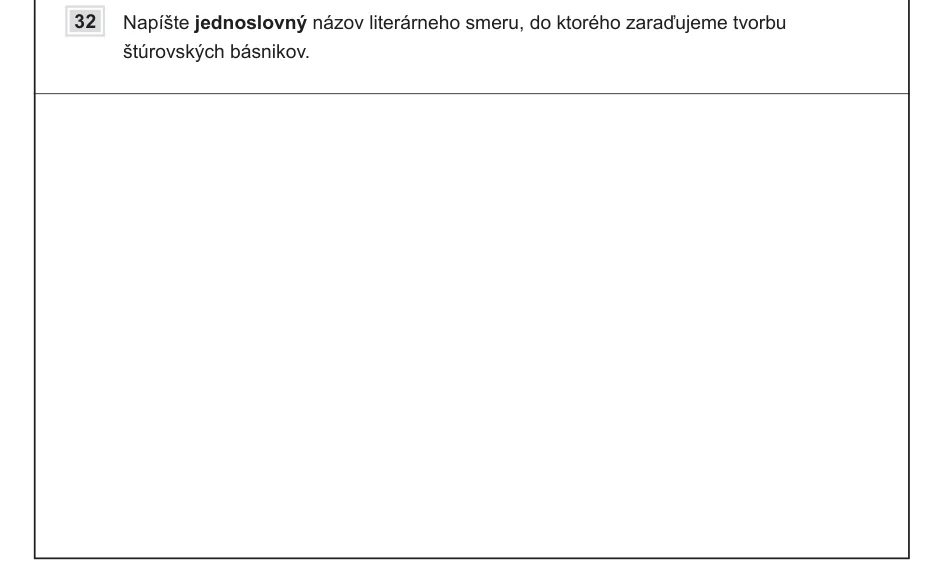 32 Napíšte jednoslovný názov literárneho smeru, do ktorého zaraďujeme tvorbu
štúrovských básnikov.